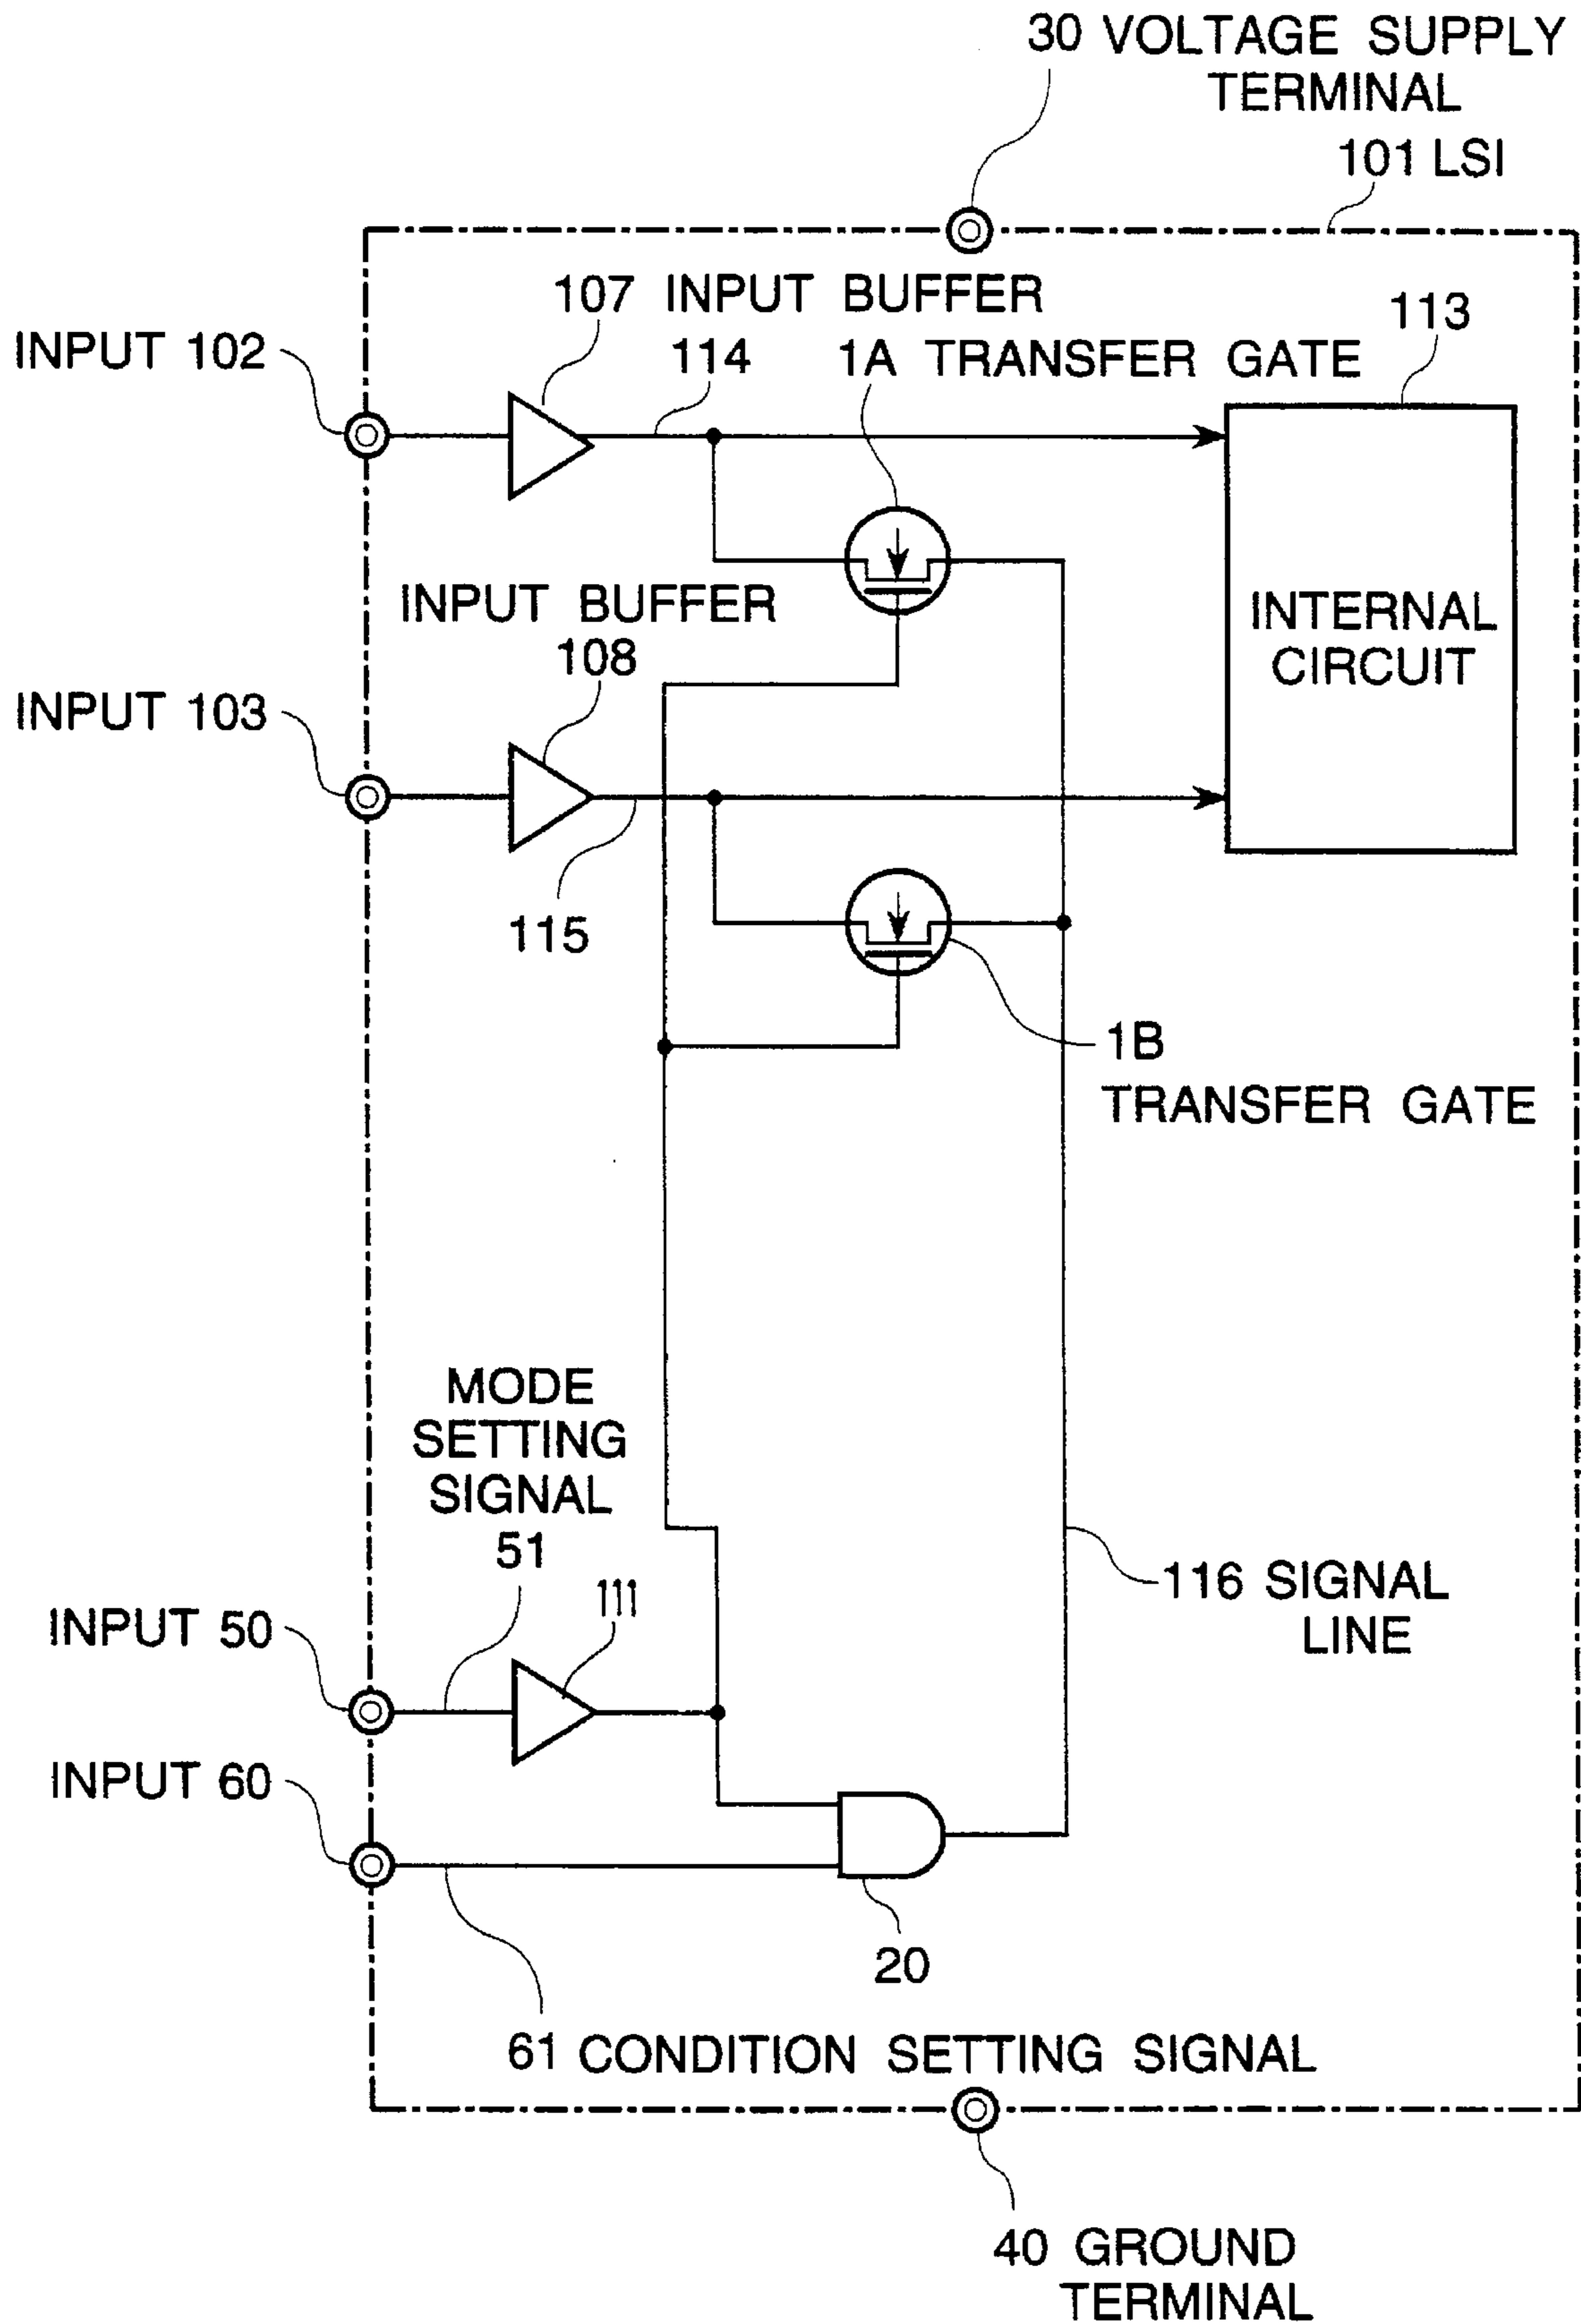 30 VOLTAGE SUPPLY
TERMINAL
101 LSI
107 INPUT BUFFER
113
INPUT 102
114
1A TRANSFER GATE
INPUT BUFFER
108
INTERNAL
CIRCUIT
INPUT 103
115
1B
TRANSFER GATE
MODE
SETTING
SIGNAL
51
111
116 SIGNAL
LINE
INPUT 50
INPUT 60
20
61 CONDITION SETTING SIGNAL
40 GROUND
TERMINAL